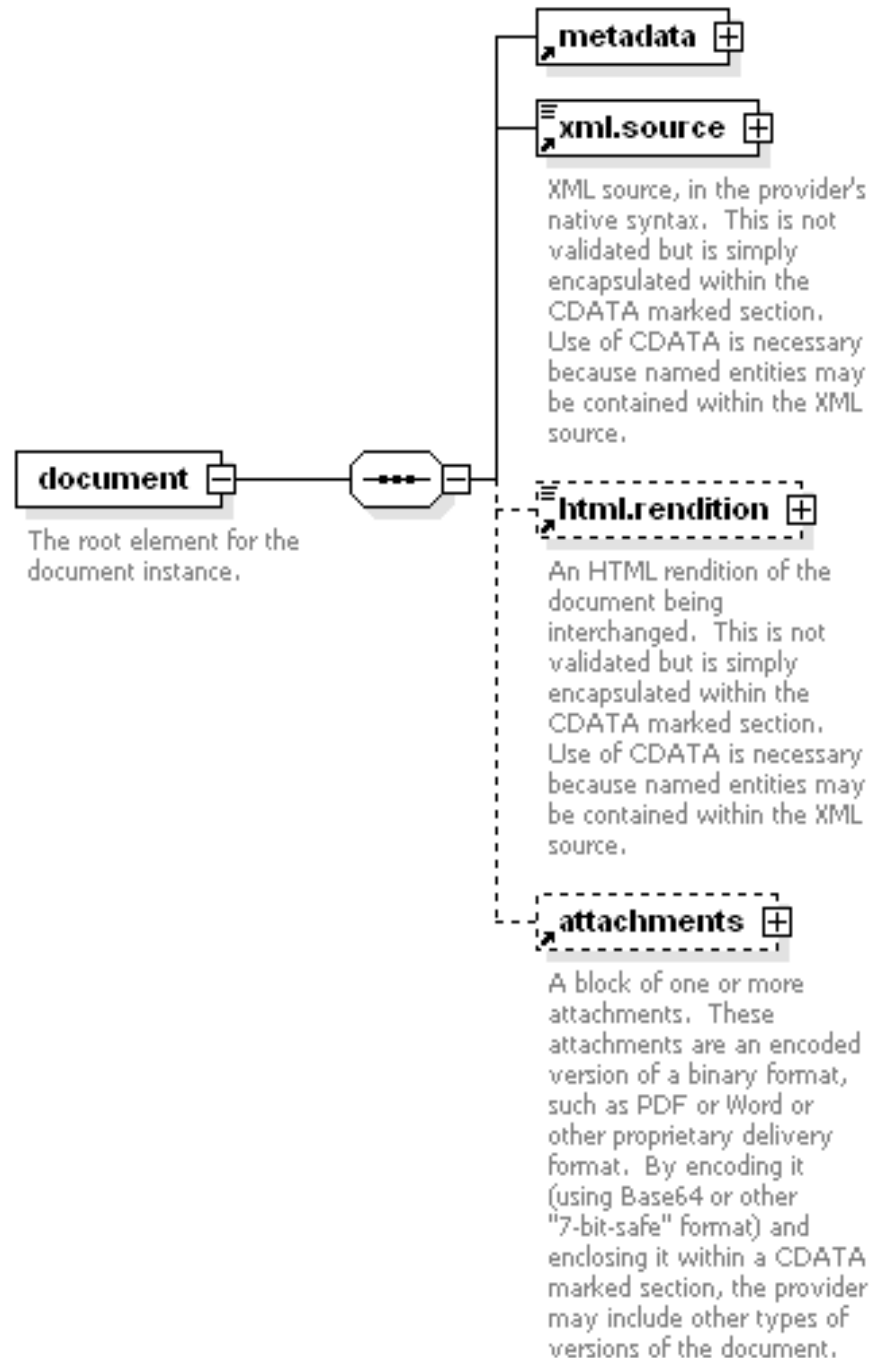 metadata
xml.source
XML source, in the provider's
native syntax. This is not
validated but is simply
encapsulated within the
CDATA marked section.
Use of CDATA is necessary
because named entities may
be contained within the XML
source.
document
The root element for the
document instance.
html.rendition
An HTML rendition of the
document being
interchanged. This is not
validated but is simply
encapsulated within the
CDATA marked section.
Use of CDATA is necessary
because named entities may
be contained within the XML
source.
attachments
A block of one or more
attachments. These
attachments are an encoded
version of a binary format,
such as PDF or Word or
other proprietary delivery
format. By encoding it
(using Base64 or other
"7-bit-safe" format) and
enclosing it within a CDATA
marked section, the provider
may include other types of
versions of the document.